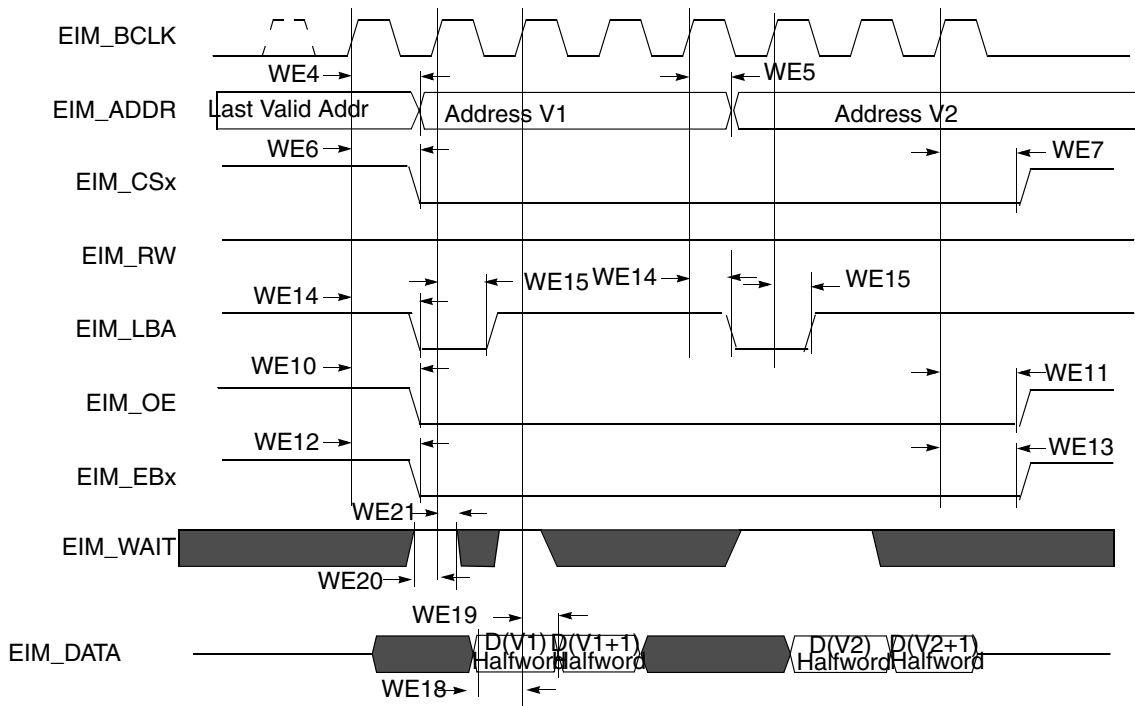 EIM_BCLK
WE4
WE5
EIM_ADDR
Last Valid Addr
Address V1
Address V2
WE6
WE7
EIM_CSx
EIM_RW
WE14
WE15
WE14
WE15
EIM_LBA
WE10
WE11
EIM_OE
WE12
WE13
EIM_EBx
WE21
EIM_WAIT
WE20
WE19
EIM_DATA
D(V1)
Halfword
D(V1+1)
Halfword
D(V2)
Halfword
D(V2+1)
Halfword
WE18